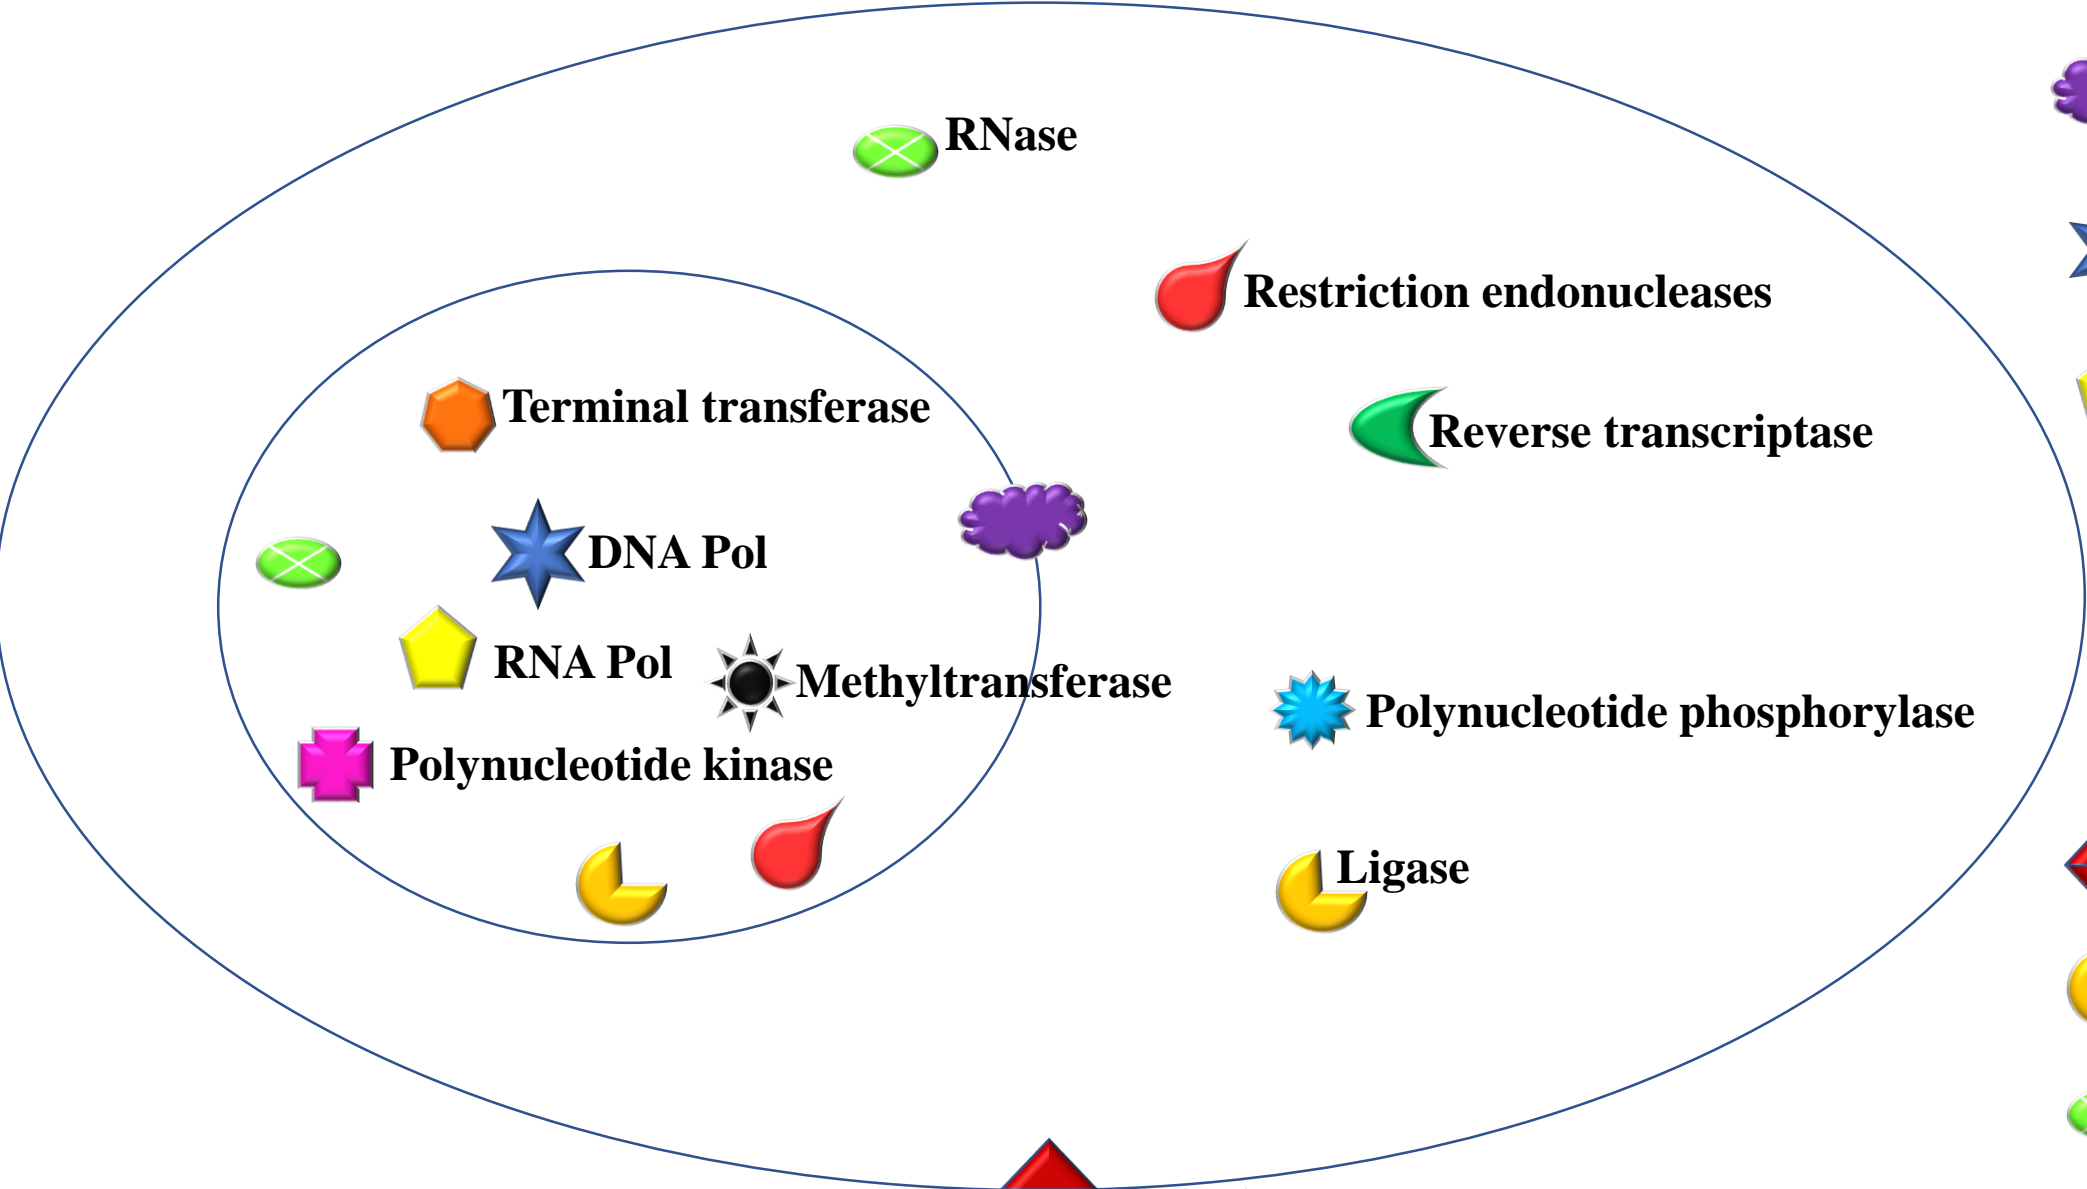 RNase
Restriction endonucleases
Terminal transferase
Reverse transcriptase
DNA Pol
RNA Pol
Methyltransferase
Polynucleotide phosphorylase
Polynucleotide kinase
Ligase